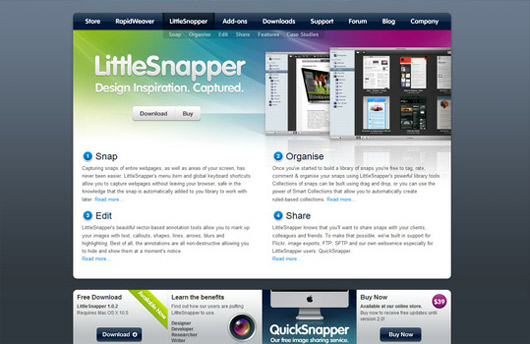 Store RapidWeaver LittleSnapper Add-ons Downloads Support Forum Blog Company
Snap Organise Edit Share Features Case Studies
LittleSnapper
Design Inspiration. Captured.
Download Buy
1 Snap
Capturing snaps of entire webpages, as well as areas of your screen, has
never been easier. LittleSnapper's menu item and global keyboard shortcuts
allow you to capture webpages without leaving your browser, safe in the
knowledge that the snap is automatically added to you library to work with
later. Read more...
2 Organise
Once you've started to build a library of snaps you're free to tag, rate,
comment & organise your snaps using LittleSnapper's powerful library tools.
Collections of snaps can be built using drag and drop, or you can use the
power of Smart Collections that allow you to automatically create
ruled-based collections. Read more...
3 Edit
LittleSnapper's beautiful vector-based annotation tools allow you to mark up
your images with text, callouts, shapes, lines, arrows, blurs and
highlighting. Best of all, the annotations are all non-destructive allowing you
to hide and show them at a moment's notice.
Read more...
4 Share
LittleSnapper knows that you'll want to share snaps with your clients,
colleagues and friends. To make that possible, we've built in support for
Flickr, image exports, FTP, SFTP and our own webservice especially for
LittleSnapper users: QuickSnapper.
Read more...
Free Download
LittleSnapper 1.0.2
Requires Mac OS X 10.5
Available Now
Download
Learn the benefits
Find out how our users are putting
LittleSnapper to use.
Designer
Developer
Researcher
Writer
QuickSnapper
Our free image sharing service.
Buy Now
Available at our online store.
Buy now to receive free updates until
version 2.0!
$39
Buy Now